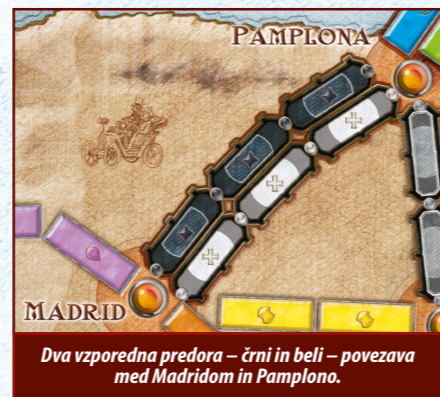 PAMPLONA
MADRID
Dva vzporedna predora – črni in beli – povezava
med Madridom in Pamplono.